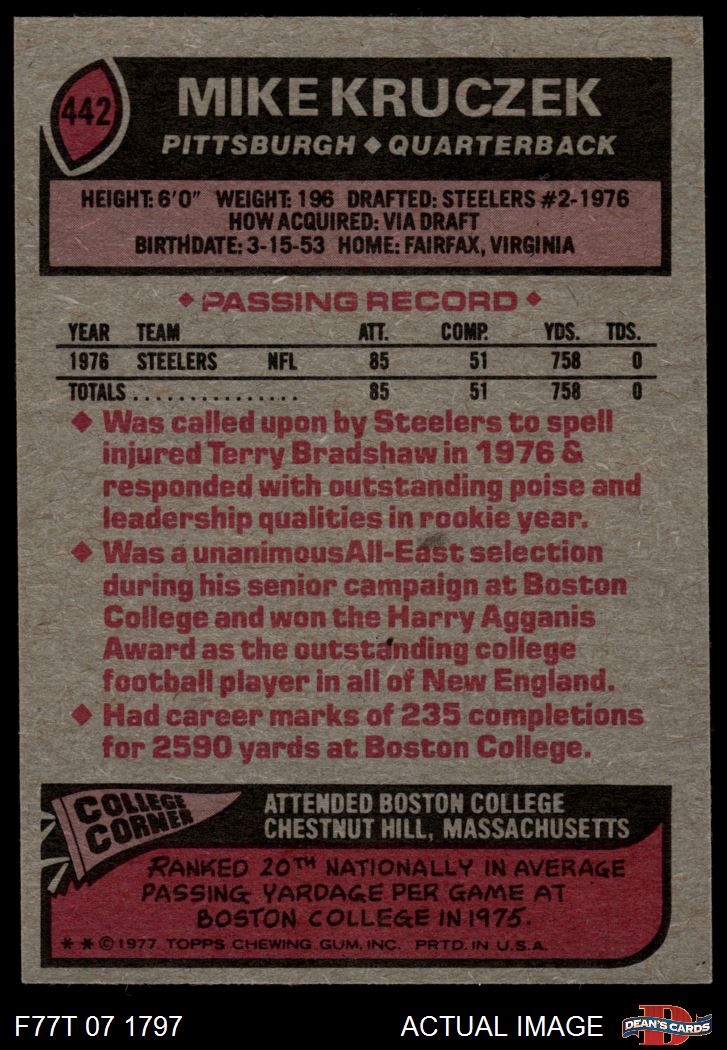 442
MIKE KRUCZEK
PITTSBURGH ◆ QUARTERBACK
HEIGHT: 6'0" WEIGHT: 196 DRAFTED: STEELERS #2-1976
HOW ACQUIRED: VIA DRAFT
BIRTHDATE: 3-15-53 HOME: FAIRFAX, VIRGINIA
◆ PASSING RECORD ◆
YEAR TEAM ATT. COMP. YDS. TDS.
1976 STEELERS NFL 85 51 758 0
TOTALS ............... 85 51 758 0
◆ Was called upon by Steelers to spell
injured Terry Bradshaw in 1976 &
responded with outstanding poise and
leadership qualities in rookie year.
◆ Was a unanimous All-East selection
during his senior campaign at Boston
College and won the Harry Agganis
Award as the outstanding college
football player in all of New England.
◆ Had career marks of 235 completions
for 2590 yards at Boston College.
COLLEGE
CORNER
ATTENDED BOSTON COLLEGE
CHESTNUT HILL, MASSACHUSETTS
RANKED 20TH NATIONALLY IN AVERAGE
PASSING YARDAGE PER GAME AT
BOSTON COLLEGE IN 1975.
* * © 1977 TOPPS CHEWING GUM, INC. PRTD. IN U.S.A.
F77T 07 1797 ACTUAL IMAGE
D
DEAN'S CARDS